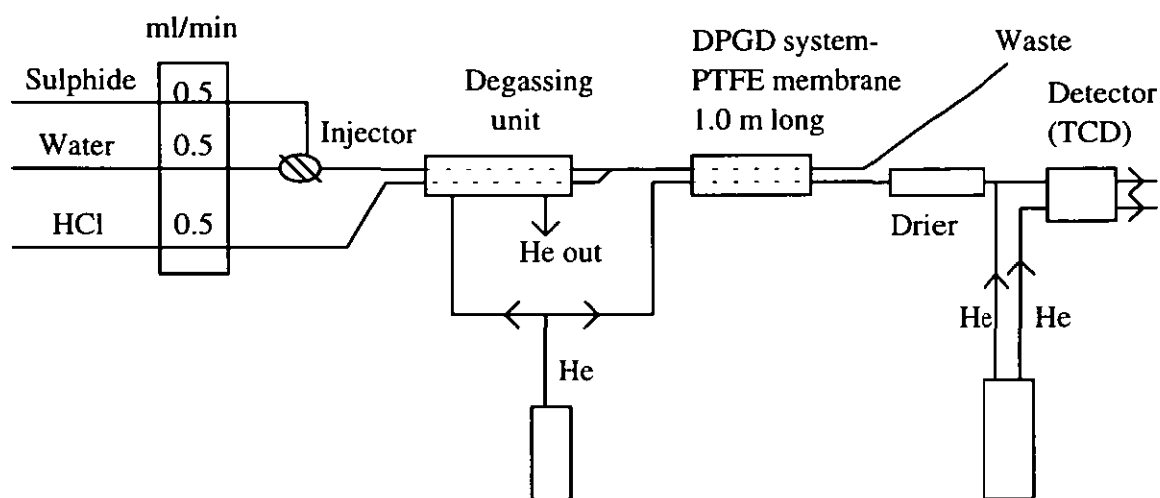 ml/min
Sulphide
0.5
Water
0.5
HCl
0.5
Injector
Degassing
unit
He out
He
DPGD system-
PTFE membrane
1.0 m long
Waste
Drier
Detector
(TCD)
He
He